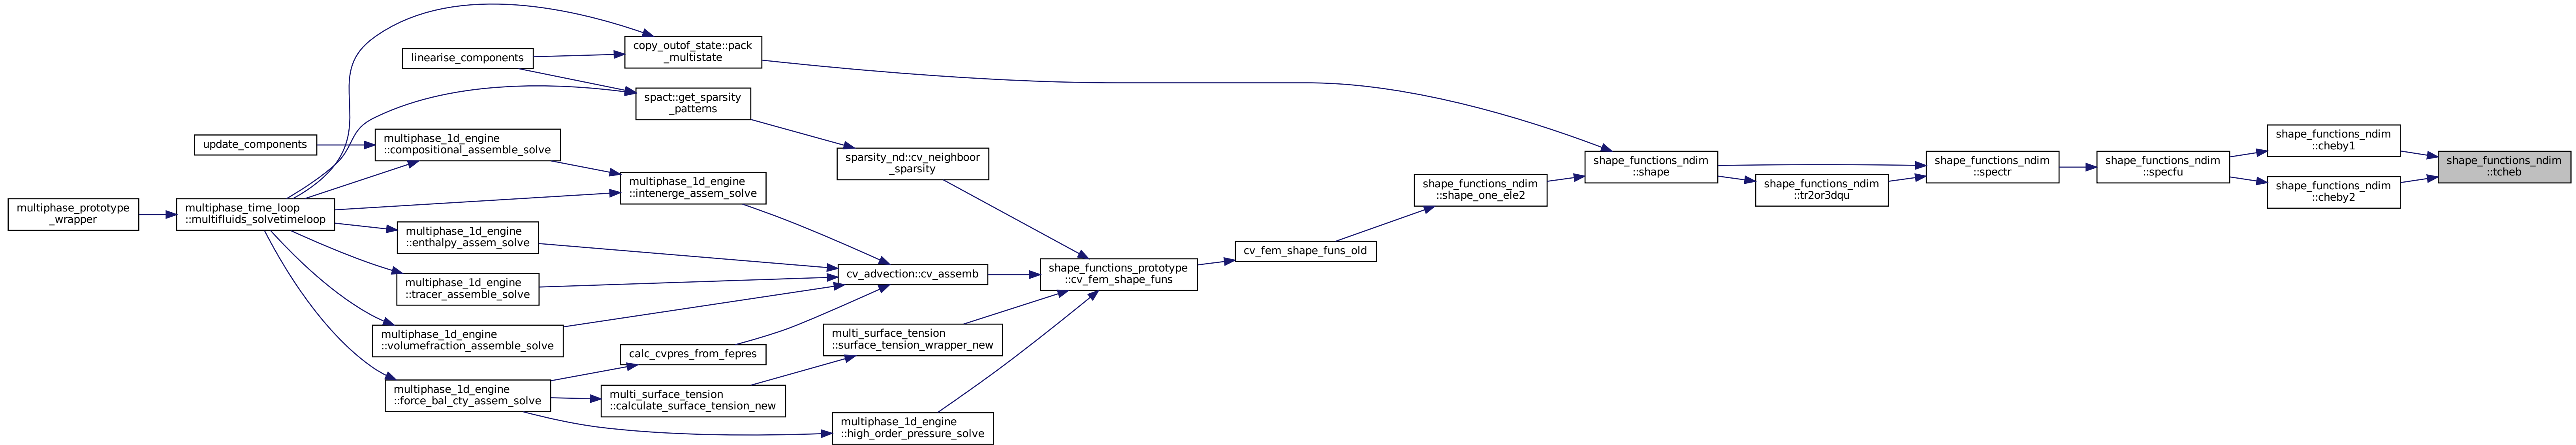 multiphase_prototype
_wrapper
multiphase_time_loop
::multifluids_solvetimeloop
update_components
linearise_components
multiphase_1d_engine
::compositional_assemble_solve
multiphase_1d_engine
::enthalpy_assem_solve
multiphase_1d_engine
::tracer_assemble_solve
multiphase_1d_engine
::volumefraction_assemble_solve
multiphase_1d_engine
::force_bal_cty_assem_solve
copy_outof_state::pack
_multistate
spact::get_sparsity
_patterns
multiphase_1d_engine
::intenerge_assem_solve
calc_cvpres_from_fepres
multi_surface_tension
::calculate_surface_tension_new
sparsity_nd::cv_neighboor
_sparsity
cv_advection::cv_assemb
multi_surface_tension
::surface_tension_wrapper_new
multiphase_1d_engine
::high_order_pressure_solve
shape_functions_prototype
::cv_fem_shape_funs
cv_fem_shape_funs_old
shape_functions_ndim
::shape_one_ele2
shape_functions_ndim
::shape
shape_functions_ndim
::tr2or3dqu
shape_functions_ndim
::spectr
shape_functions_ndim
::specfu
shape_functions_ndim
::cheby1
shape_functions_ndim
::cheby2
shape_functions_ndim
::tcheb